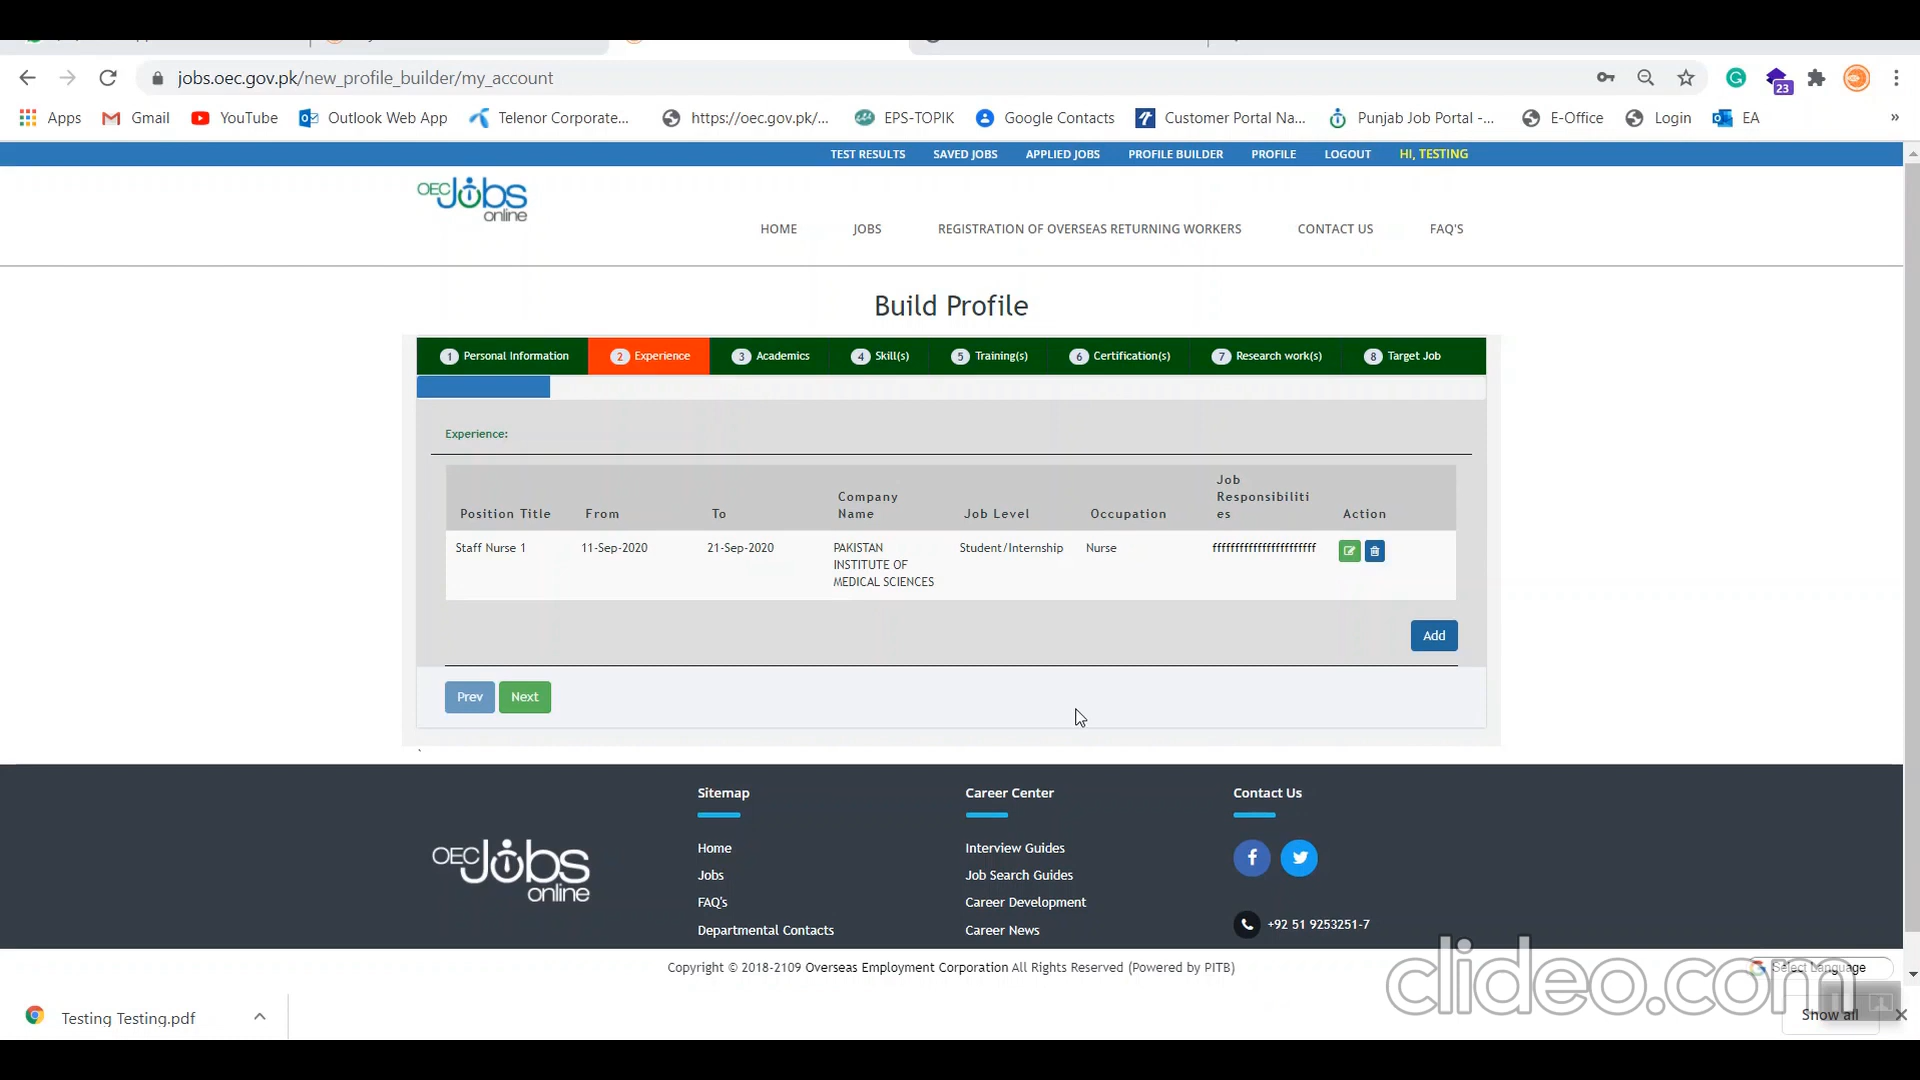 jobs.oec.gov.pk/new_profile_builder/my_account
23
Apps Gmail YouTube Outlook Web App Telenor Corporate... https://oec.gov.pk/... EPS-TOPIK Google Contacts Customer Portal Na... Punjab Job Portal -... E-Office Login EA »
TEST RESULTS SAVED JOBS APPLIED JOBS PROFILE BUILDER PROFILE LOGOUT HI, TESTING
OEC Jobs online
HOME JOBS REGISTRATION OF OVERSEAS RETURNING WORKERS CONTACT US FAQ'S
Build Profile
1 Personal Information 2 Experience 3 Academics 4 Skill(s) 5 Training(s) 6 Certification(s) 7 Research work(s) 8 Target Job
Experience:
Position Title From To Company Name Job Level Occupation Job Responsibilities Action
Staff Nurse 1 11-Sep-2020 21-Sep-2020 PAKISTAN INSTITUTE OF MEDICAL SCIENCES Student/Internship Nurse fffffffffffffffffffffff
Add
Prev Next
Sitemap Career Center Contact Us
OEC Jobs online
Home Interview Guides
Jobs Job Search Guides
FAQ's Career Development
Departmental Contacts Career News
+92 51 9253251-7
Copyright © 2018-2109 Overseas Employment Corporation All Rights Reserved (Powered by PITB)
Select Language
clideo.com
Testing Testing.pdf
Show all